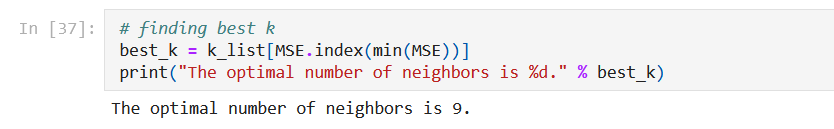 In [37]: # finding best k
best_k = k_list[MSE.index(min(MSE))]
print("The optimal number of neighbors is %d." % best_k)
The optimal number of neighbors is 9.